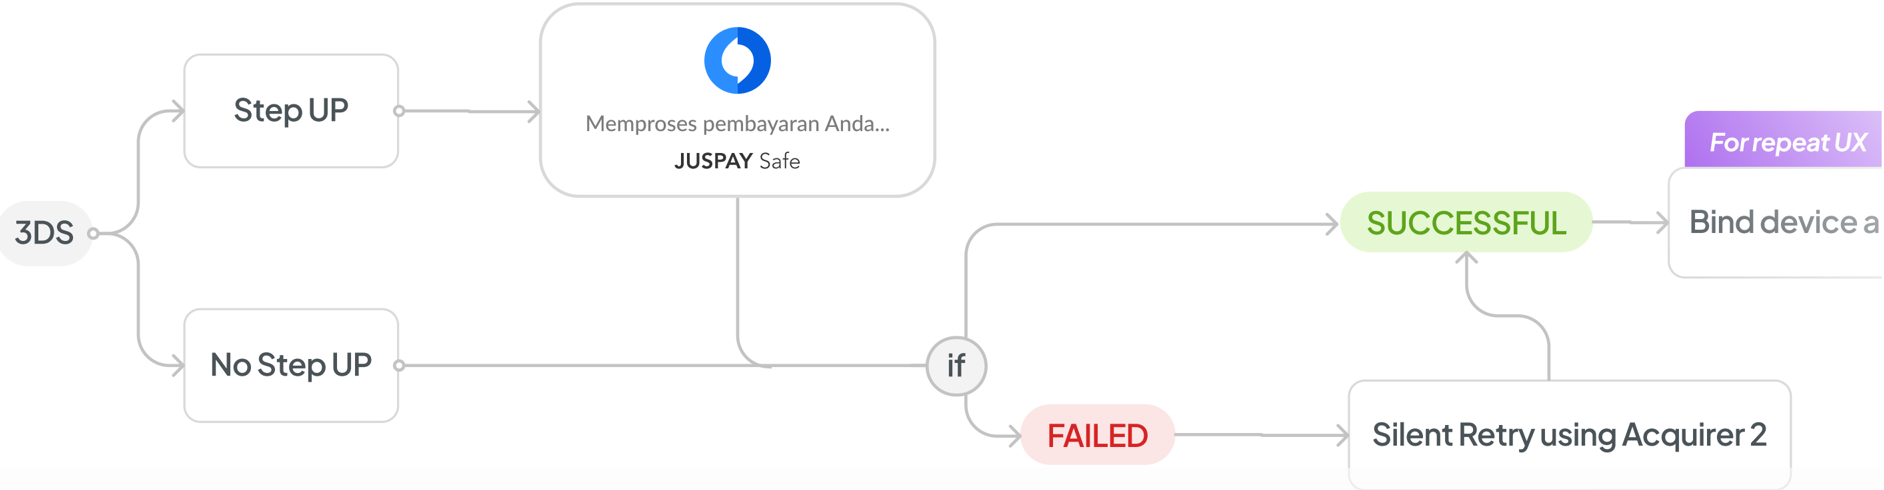 Step UP
Memproses pembayaran Anda...
JUSPAY Safe
For repeat UX
3DS
SUCCESSFUL
Bind device a
No Step UP
if
FAILED
Silent Retry using Acquirer 2